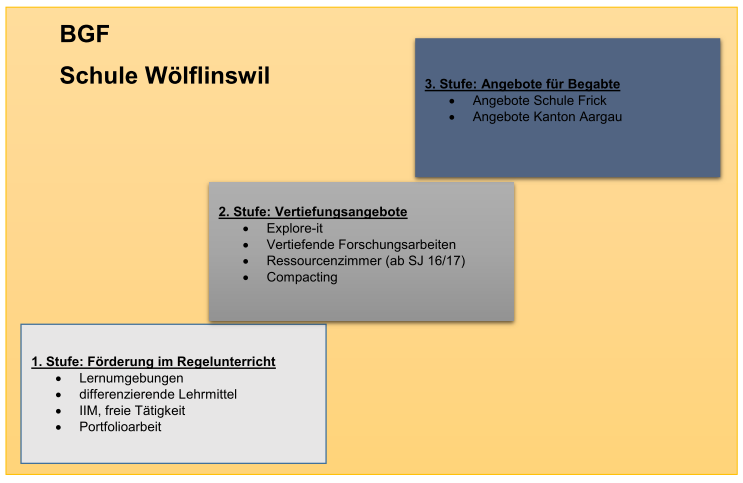 BGF
Schule Wölflinswil
3. Stufe: Angebote für Begabte
• Angebote Schule Frick
• Angebote Kanton Aargau
2. Stufe: Vertiefungsangebote
• Explore-it
• Vertiefende Forschungsarbeiten
• Ressourcenzimmer (ab SJ 16/17)
• Compacting
1. Stufe: Förderung im Regelunterricht
• Lernumgebungen
• differenzierende Lehrmittel
• IIM, freie Tätigkeit
• Portfolioarbeit